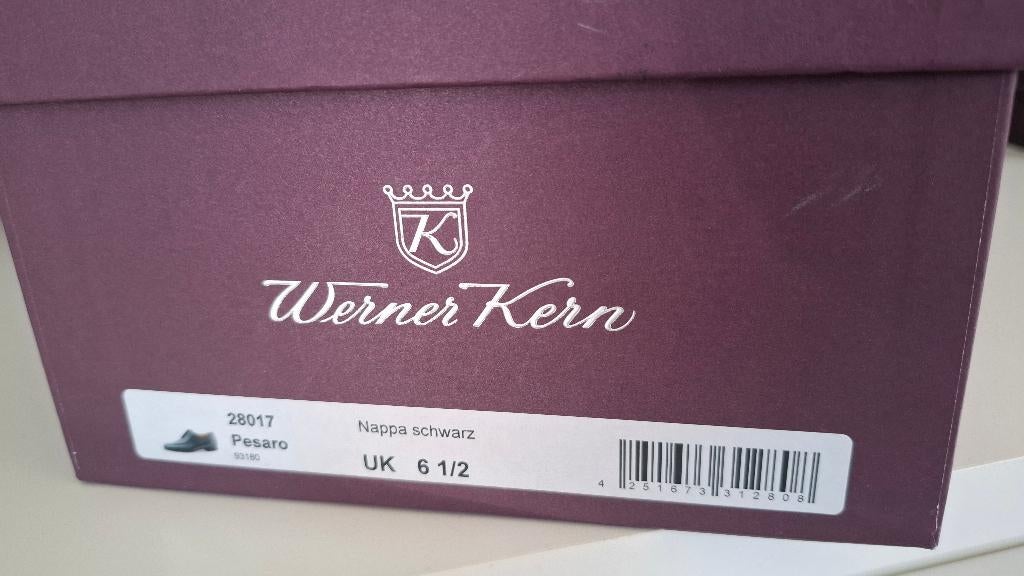 K
Werner Kern
28017
Pesaro
93180
Nappa schwarz
UK 6 1/2
4 251673 312808